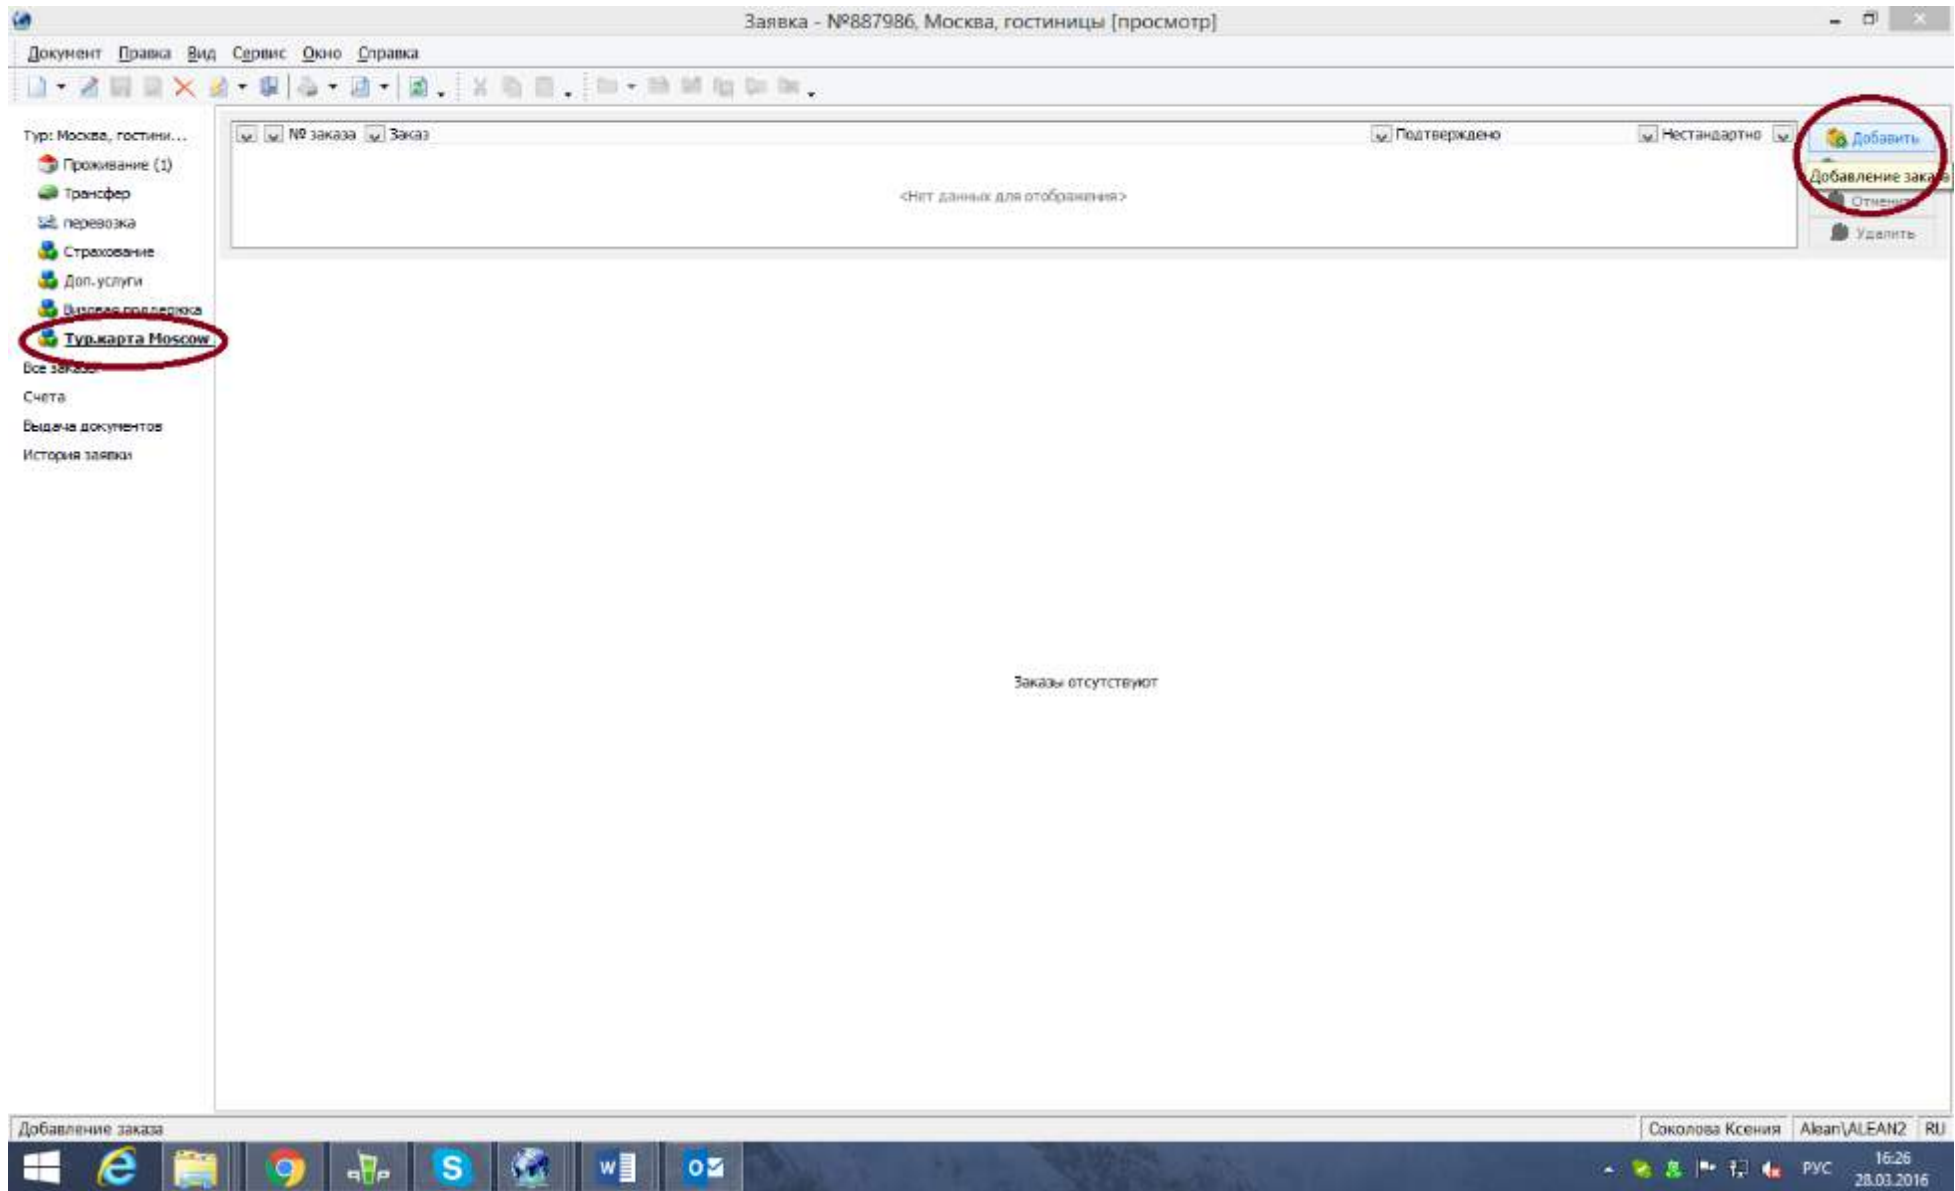 Заявка - №887986, Москва, гостиницы [просмотр]
Документ Правка Вид Сервис Окно Справка
Тур: Москва, гостини...
Проживание (1)
Трансфер
перевозка
Страхование
Доп.услуги
Визовая поддержка
Тур.карта Moscow
Все заказы
Счета
Выдача документов
История заявки
№ заказа Заказ Подтверждено Нестандартно
<Нет данных для отображения>
Добавить
Добавление заказа
Отменить
Удалить
Заказы отсутствуют
Добавление заказа
Соколова Ксения Alean\ALEAN2 RU
РУС 16:26
28.03.2016